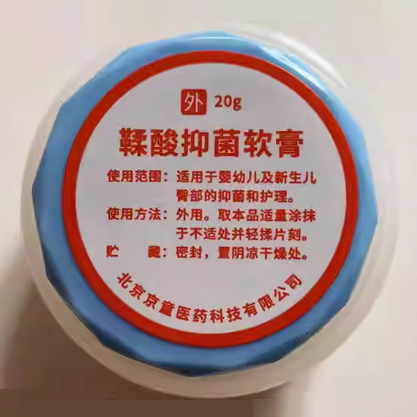 外 20g
鞣酸抑菌软膏
使用范围：适用于婴幼儿及新生儿
臀部的抑菌和护理。
使用方法：外用。取本品适量涂抹
于不适处并轻揉片刻。
贮 藏：密封，置阴凉干燥处。
北京京童医药科技有限公司